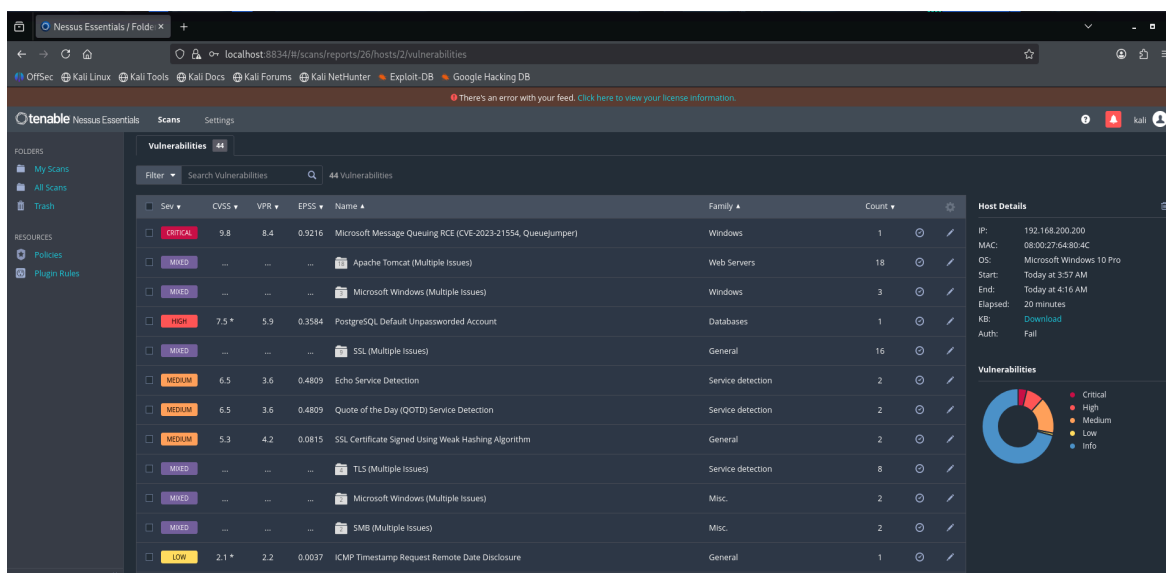 Nessus Essentials / Folde ×
localhost:8834/#/scans/reports/26/hosts/2/vulnerabilities
OffSec Kali Linux Kali Tools Kali Docs Kali Forums Kali NetHunter Exploit-DB Google Hacking DB
There's an error with your feed. Click here to view your license information.
tenable Nessus Essentials Scans Settings
kali
FOLDERS
My Scans
All Scans
Trash
RESOURCES
Policies
Plugin Rules
Vulnerabilities 44
Filter Search Vulnerabilities 44 Vulnerabilities
Sev CVSS VPR EPSS Name Family Count
CRITICAL 9.8 8.4 0.9216 Microsoft Message Queuing RCE (CVE-2023-21554, QueueJumper) Windows 1
MIXED ... ... ... Apache Tomcat (Multiple Issues) Web Servers 18
MIXED ... ... ... 3 Microsoft Windows (Multiple Issues) Windows 3
HIGH 7.5 * 5.9 0.3584 PostgreSQL Default Unpassworded Account Databases 1
MIXED ... ... ... SSL (Multiple Issues) General 16
MEDIUM 6.5 3.6 0.4809 Echo Service Detection Service detection 2
MEDIUM 6.5 3.6 0.4809 Quote of the Day (QOTD) Service Detection Service detection 2
MEDIUM 5.3 4.2 0.0815 SSL Certificate Signed Using Weak Hashing Algorithm General 2
MIXED ... ... ... 2 TLS (Multiple Issues) Service detection 8
MIXED ... ... ... 2 Microsoft Windows (Multiple Issues) Misc. 2
MIXED ... ... ... 2 SMB (Multiple Issues) Misc. 2
LOW 2.1 * 2.2 0.0037 ICMP Timestamp Request Remote Date Disclosure General 1
Host Details
IP: 192.168.200.200
MAC: 08:00:27:64:80:4C
OS: Microsoft Windows 10 Pro
Start: Today at 3:57 AM
End: Today at 4:16 AM
Elapsed: 20 minutes
KB: Download
Auth: Fail
Vulnerabilities
Critical
High
Medium
Low
Info